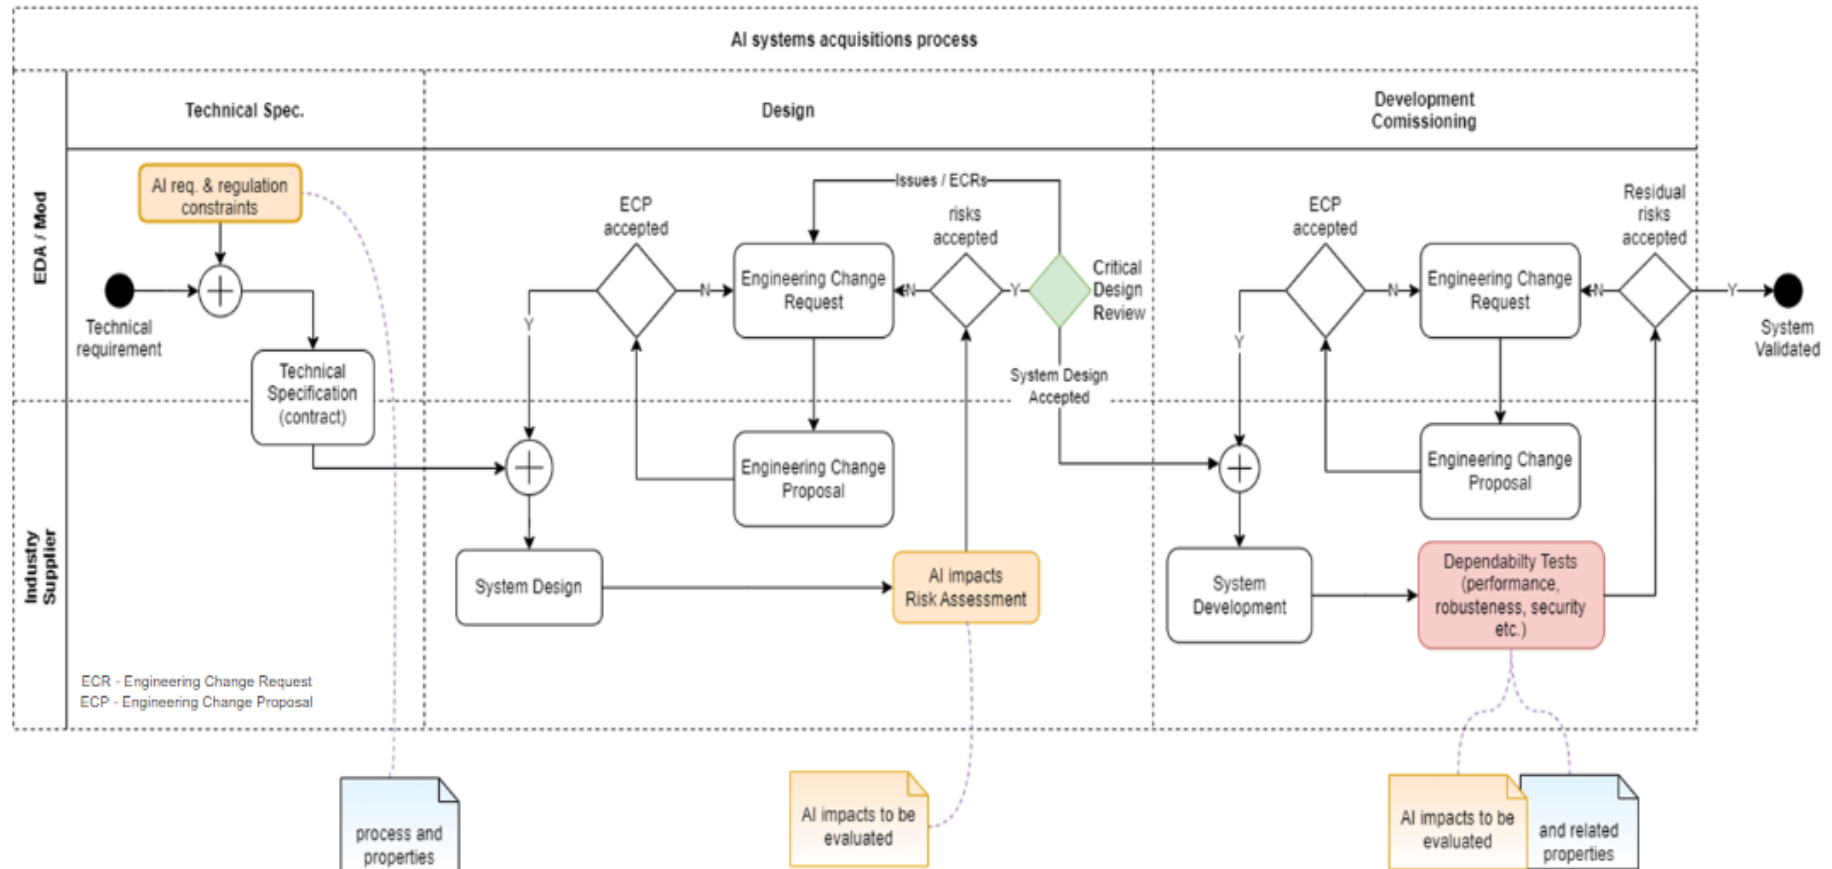 AI systems acquisitions process
Technical Spec.
Design
Development
Comissioning
EDA / Mod
Industry
Supplier
AI req. & regulation
constraints
Technical
requirement
Technical
Specification
(contract)
ECR - Engineering Change Request
ECP - Engineering Change Proposal
ECP
accepted
N
Y
Engineering Change
Request
Issues / ECRs
risks
accepted
N
Y
Critical
Design
Review
System Design
Accepted
Engineering Change
Proposal
System Design
AI impacts
Risk Assessment
ECP
accepted
N
Y
Engineering Change
Request
N
Residual
risks
accepted
Y
System
Validated
Engineering Change
Proposal
System
Development
Dependabilty Tests
(performance,
robusteness, security
etc.)
process and
properties
AI impacts to be
evaluated
AI impacts to be
evaluated
and related
properties